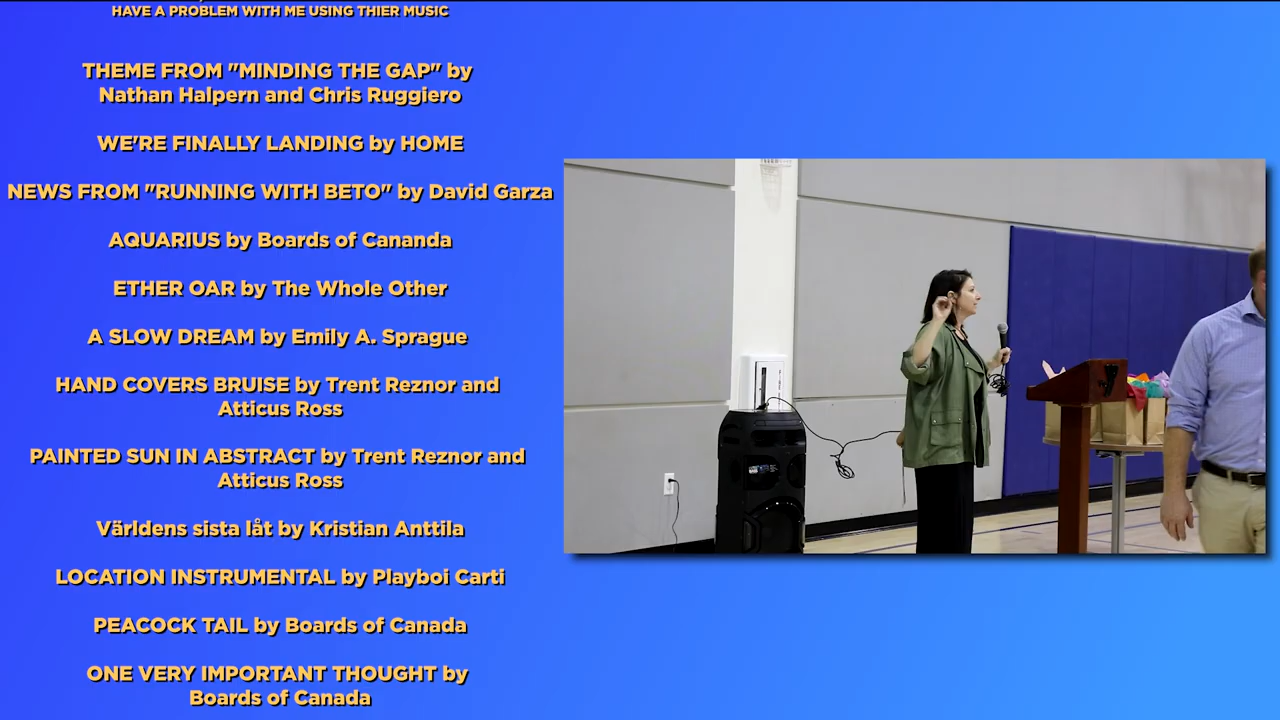 HAVE A PROBLEM WITH ME USING THIER MUSIC
THEME FROM "MINDING THE GAP" by
Nathan Halpern and Chris Ruggiero
WE'RE FINALLY LANDING by HOME
NEWS FROM "RUNNING WITH BETO" by David Garza
AQUARIUS by Boards of Cananda
ETHER OAR by The Whole Other
A SLOW DREAM by Emily A. Sprague
HAND COVERS BRUISE by Trent Reznor and
Atticus Ross
PAINTED SUN IN ABSTRACT by Trent Reznor and
Atticus Ross
Världens sista låt by Kristian Anttila
LOCATION INSTRUMENTAL by Playboi Carti
PEACOCK TAIL by Boards of Canada
ONE VERY IMPORTANT THOUGHT by
Boards of Canada